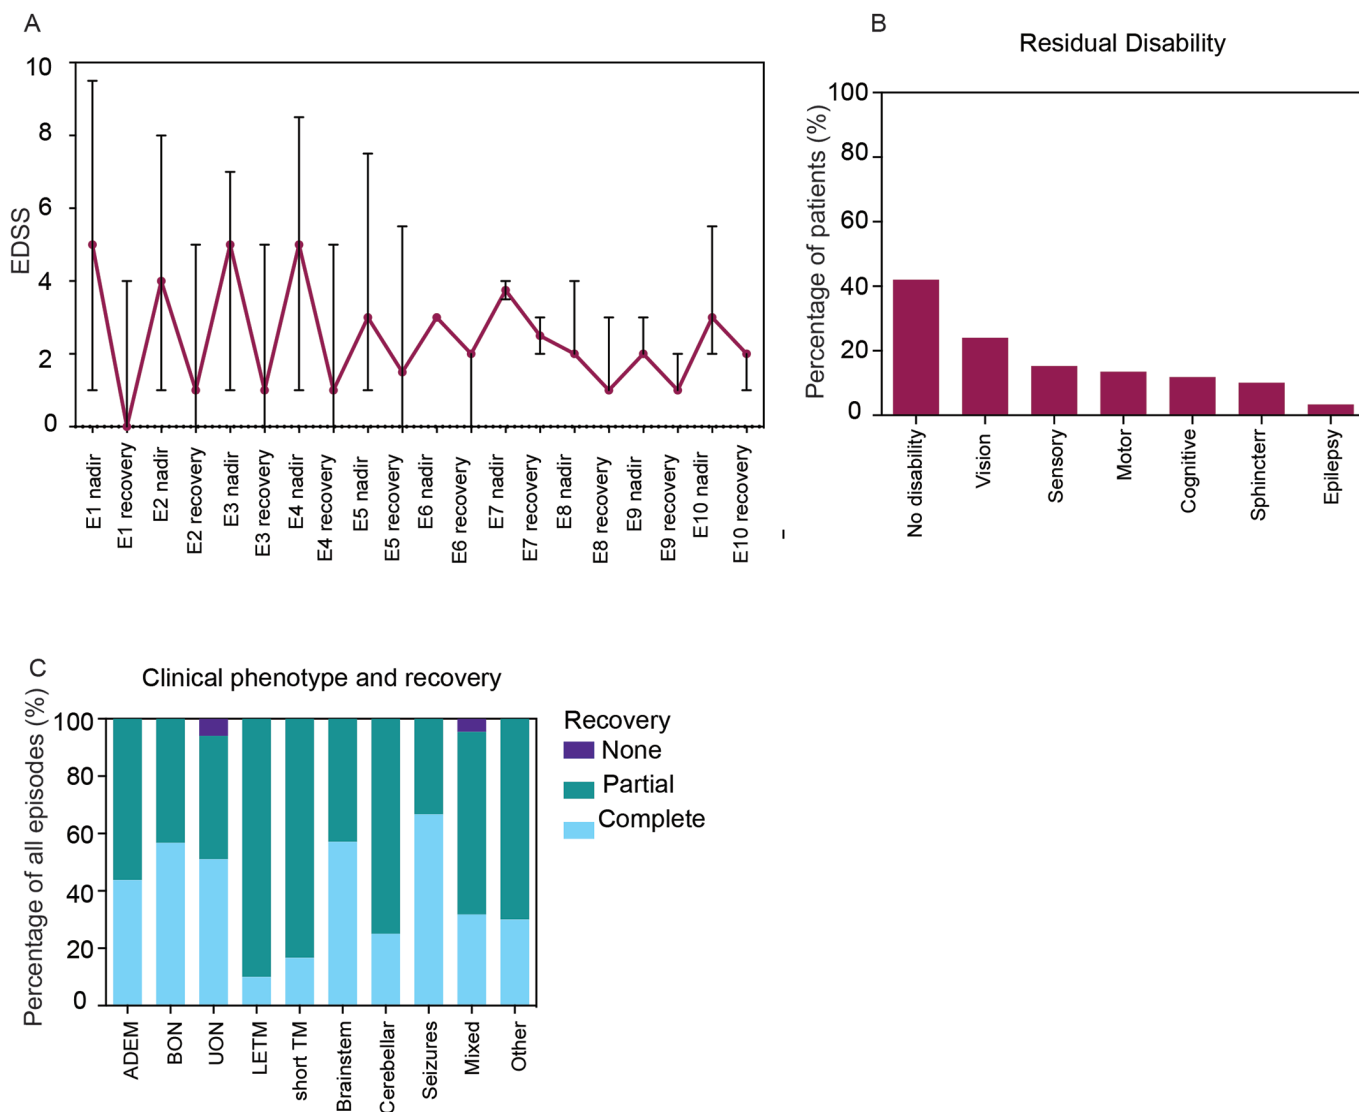 A
EDSS
10
8
6
4
2
0
E1 nadir
E1 recovery
E2 nadir
E2 recovery
E3 nadir
E3 recovery
E4 nadir
E4 recovery
E5 nadir
E5 recovery
E6 nadir
E6 recovery
E7 nadir
E7 recovery
E8 nadir
E8 recovery
E9 nadir
E9 recovery
E10 nadir
E10 recovery
B
Residual Disability
Percentage of patients (%)
100
80
60
40
20
0
No disability
Vision
Sensory
Motor
Cognitive
Sphincterr
Epilepsy
C
Clinical phenotype and recovery
Percentage of all episodes (%)
100
80
60
40
20
0
ADEM
BON
UON
LETM
short TM
Brainstem
Cerebellar
Seizures
Mixed
Other
Recovery
None
Partial
Complete